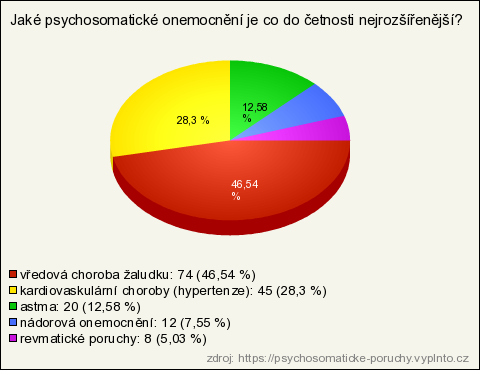 Jaké psychosomatické onemocnění je co do četnosti nejrozšířenější?
12,58
%
28,3 %
46,54
%
vředová choroba žaludku: 74 (46,54 %)
kardiovaskulární choroby (hypertenze): 45 (28,3 %)
astma: 20 (12,58 %)
nádorová onemocnění: 12 (7,55 %)
revmatické poruchy: 8 (5,03 %)
zdroj: https://psychosomaticke-poruchy.vyplnto.cz